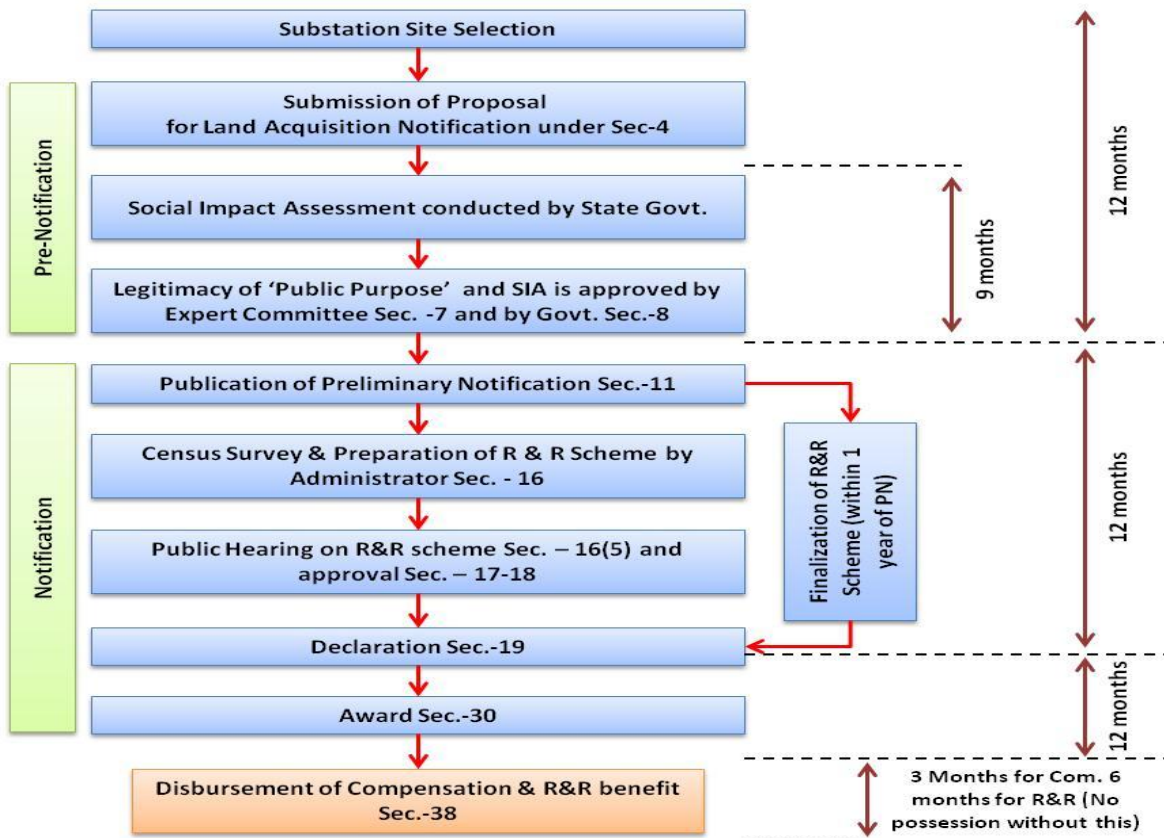 Substation Site Selection
Submission of Proposal
for Land Acquisition Notification under Sec-4
Pre-Notification
Social Impact Assessment conducted by State Govt.
Legitimacy of ‘Public Purpose’ and SIA is approved by
Expert Committee Sec. -7 and by Govt. Sec.-8
9 months
12 months
Notification
Publication of Preliminary Notification Sec.-11
Census Survey & Preparation of R & R Scheme by
Administrator Sec. - 16
Public Hearing on R&R scheme Sec. – 16(5) and
approval Sec. – 17-18
Finalization of R&R
Scheme (within 1
year of PN)
12 months
Declaration Sec.-19
Award Sec.-30
12 months
Disbursement of Compensation & R&R benefit
Sec.-38
3 Months for Com. 6
months for R&R (No
possession without this)